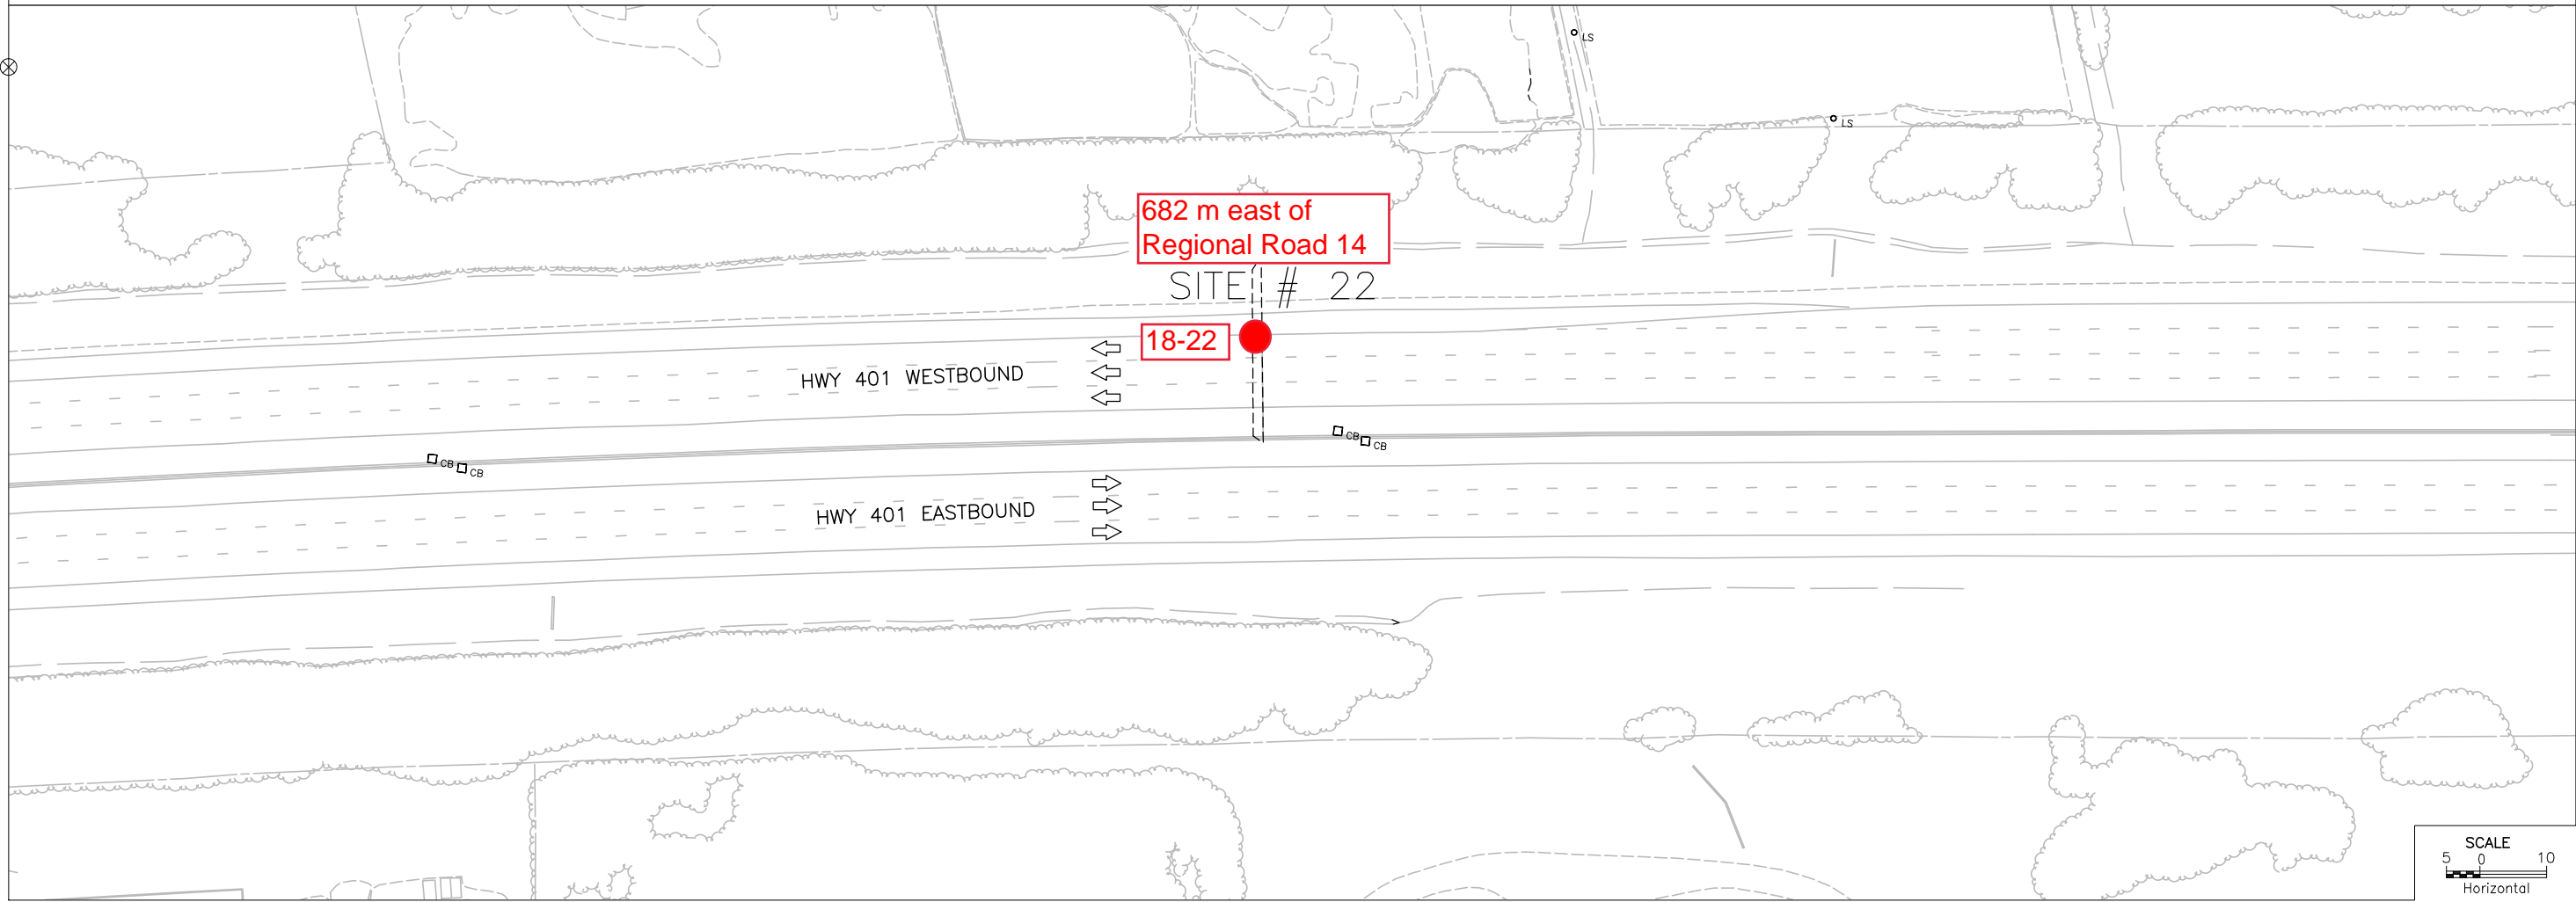 LS
LS
682 m east of
Regional Road 14
SITE # 22
18-22
HWY 401 WESTBOUND
CB
CB
CB
CB
HWY 401 EASTBOUND
SCALE
5 0 10
Horizontal